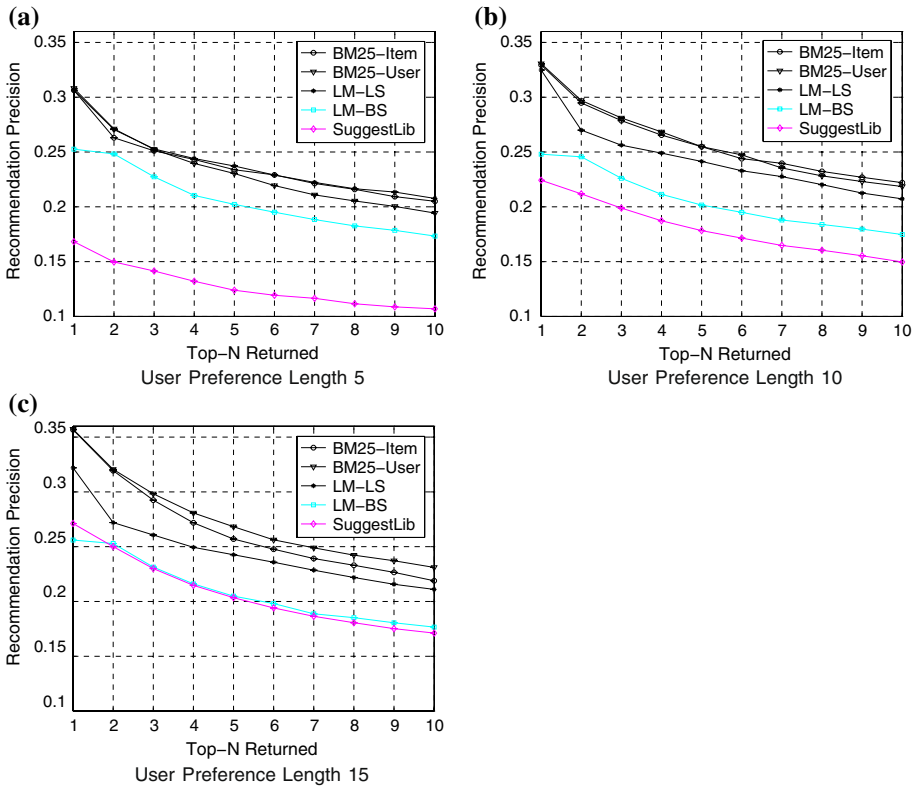 (a)
0.35
0.3
0.25
0.2
0.15
0.1
Recommendation Precision
BM25−Item
BM25−User
LM−LS
LM−BS
SuggestLib
1 2 3 4 5 6 7 8 9 10
Top−N Returned
User Preference Length 5
(b)
0.35
0.3
0.25
0.2
0.15
0.1
Recommendation Precision
BM25−Item
BM25−User
LM−LS
LM−BS
SuggestLib
1 2 3 4 5 6 7 8 9 10
Top−N Returned
User Preference Length 10
(c)
0.35
0.3
0.25
0.2
0.15
0.1
Recommendation Precision
BM25−Item
BM25−User
LM−LS
LM−BS
SuggestLib
1 2 3 4 5 6 7 8 9 10
Top−N Returned
User Preference Length 15